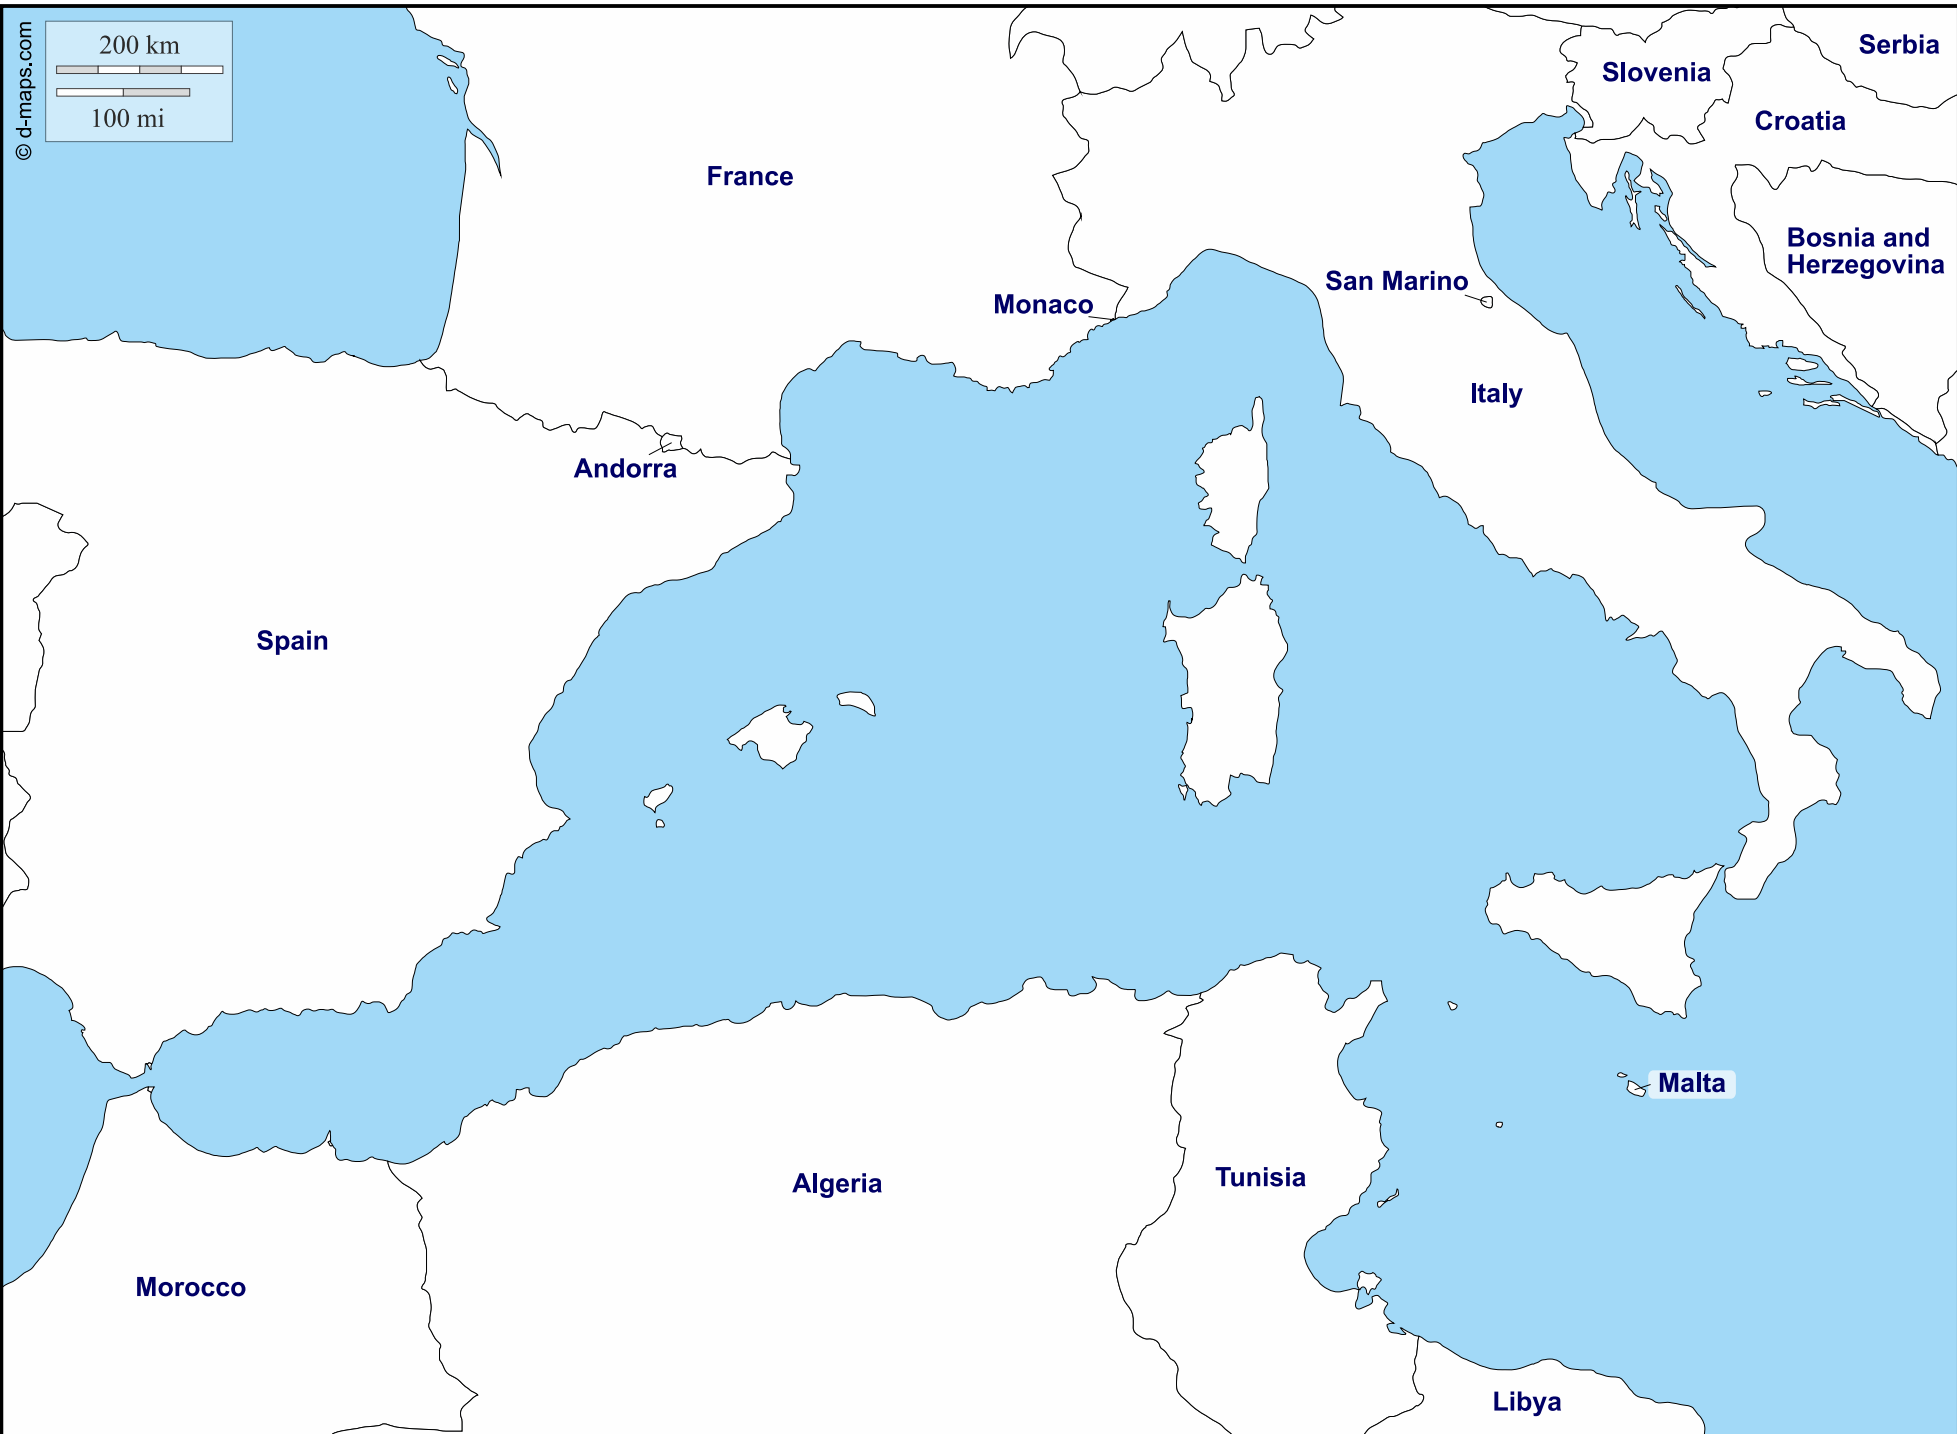 © d-maps.com
200 km
100 mi
Serbia
Slovenia
Croatia
France
Bosnia and
Herzegovina
San Marino
Monaco
Italy
Andorra
Spain
Malta
Tunisia
Algeria
Morocco
Libya